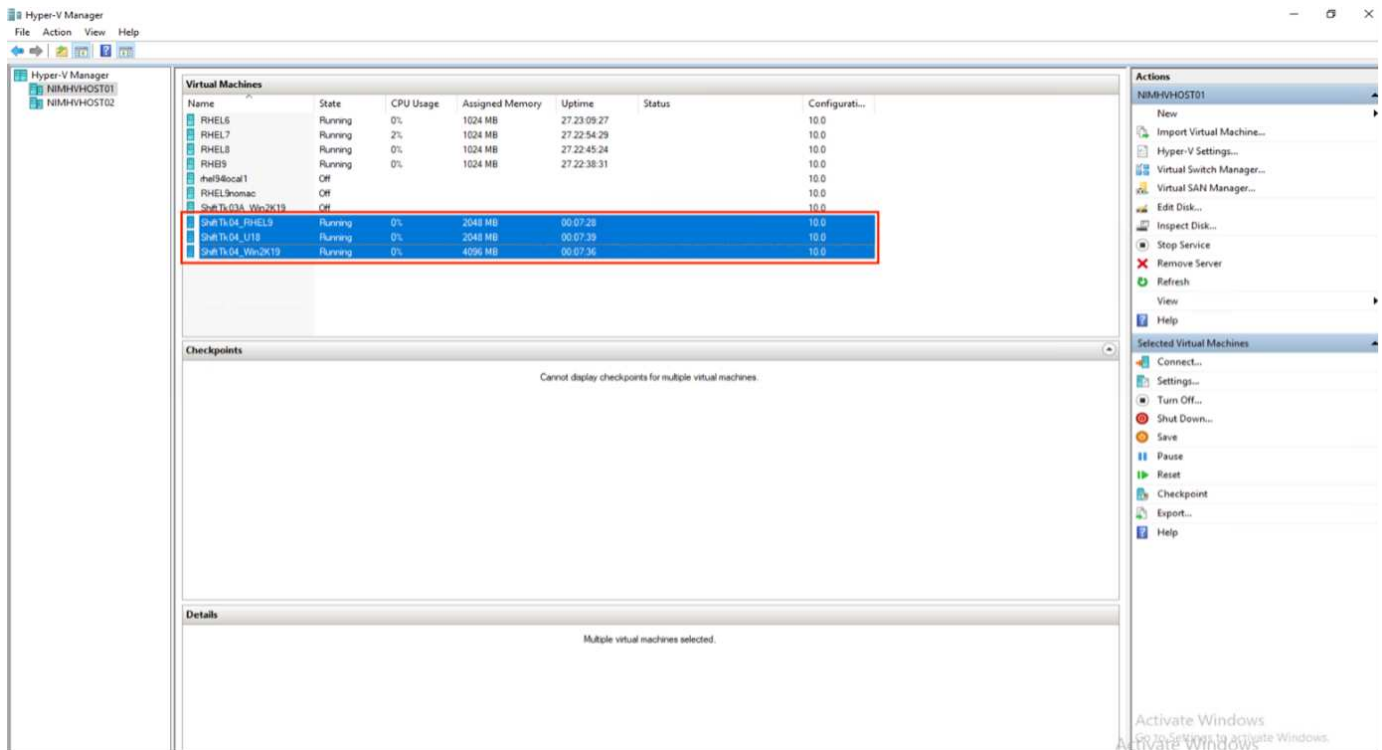 Hyper-V Manager
File Action View Help
Hyper-V Manager
NIMHVHOST01
NIMHVHOST02
Virtual Machines
Name State CPU Usage Assigned Memory Uptime Status Configurati...
RHEL6 Running 0% 1024 MB 27.23:09:27 10.0
RHEL7 Running 2% 1024 MB 27.22:54:29 10.0
RHEL8 Running 0% 1024 MB 27.22:45:24 10.0
RHEl9 Running 0% 1024 MB 27.22:38:31 10.0
rhel94local1 Off 10.0
RHEL9nomac Off 10.0
ShiftTk03A_Win2K19 Off 10.0
ShiftTk04_RHEL9 Running 0% 2048 MB 00:07:28 10.0
ShiftTk04_U18 Running 0% 2048 MB 00:07:39 10.0
ShiftTk04_Win2K19 Running 0% 4096 MB 00:07:36 10.0
Checkpoints
Cannot display checkpoints for multiple virtual machines.
Details
Multiple virtual machines selected.
Actions
NIMHVHOST01
New
Import Virtual Machine...
Hyper-V Settings...
Virtual Switch Manager...
Virtual SAN Manager...
Edit Disk...
Inspect Disk...
Stop Service
Remove Server
Refresh
View
Help
Selected Virtual Machines
Connect...
Settings...
Turn Off...
Shut Down...
Save
Pause
Reset
Checkpoint
Export...
Help
Activate Windows
Go to Settings to activate Windows.
Activate Windows